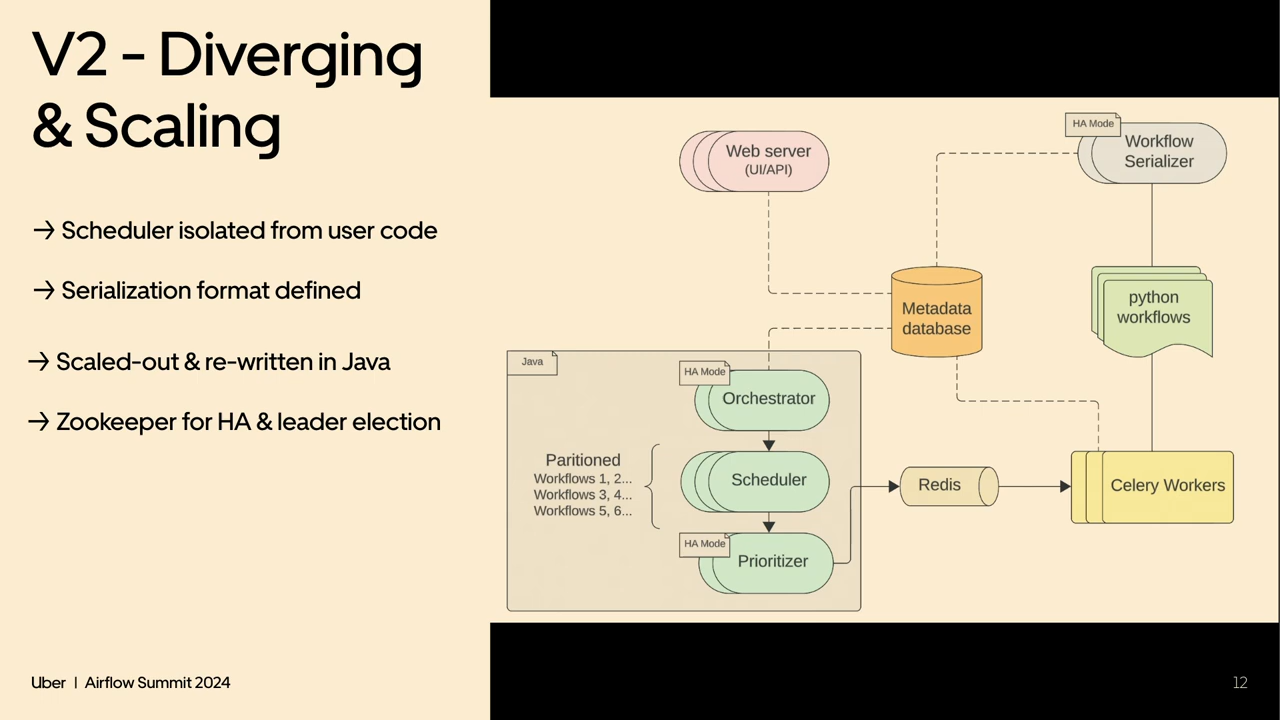 V2 - Diverging
& Scaling
→ Scheduler isolated from user code
→ Serialization format defined
→ Scaled-out & re-written in Java
→ Zookeeper for HA & leader election
HA Mode
Workflow
Serializer
Web server
(UI/API)
Metadata
database
python
workflows
Java
HA Mode
Orchestrator
Paritioned
Workflows 1, 2...
Workflows 3, 4...
Workflows 5, 6...
Scheduler
Redis
Celery Workers
HA Mode
Prioritizer
Uber | Airflow Summit 2024
12